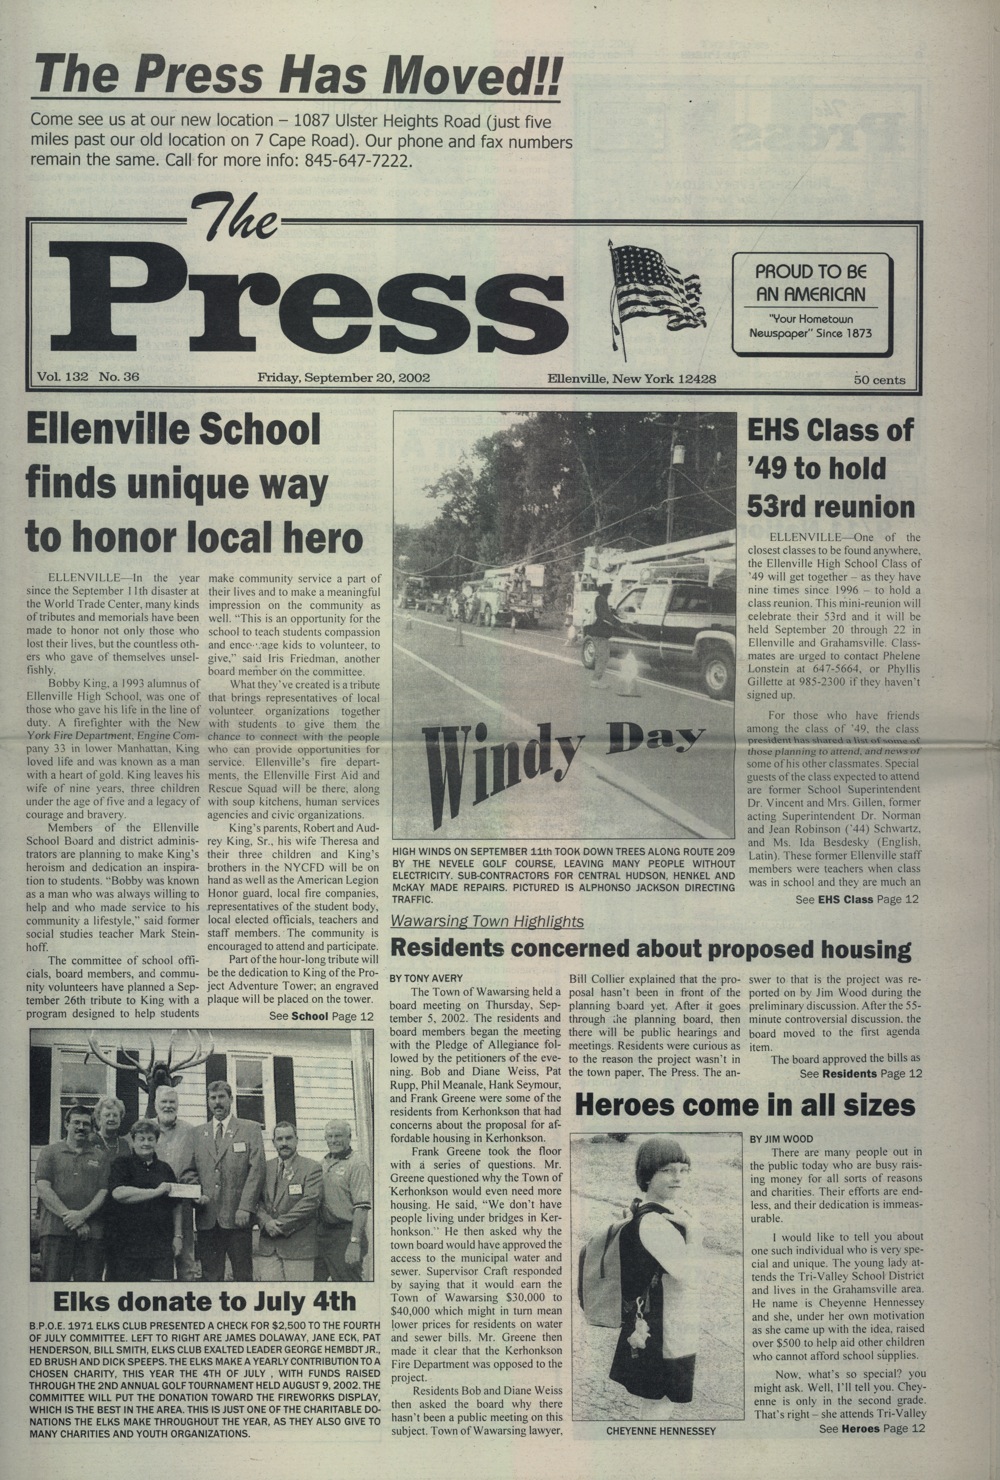 The Press Has Moved!!
Come see us at our new location – 1087 Ulster Heights Road (just five
miles past our old location on 7 Cape Road). Our phone and fax numbers
remain the same. Call for more info: 845-647-7222.
The
Press
PROUD TO BE
AN AMERICAN
"Your Hometown
Newspaper" Since 1873
Vol. 132 No. 36
Friday, September 20, 2002
Ellenville, New York 12428
50 cents
Ellenville School
finds unique way
to honor local hero
ELLENVILLE—In the year
since the September 11th disaster at
the World Trade Center, many kinds
of tributes and memorials have been
made to honor not only those who
lost their lives, but the countless oth-
ers who gave of themselves unsel-
fishly.
Bobby King, a 1993 alumnus of
Ellenville High School, was one of
those who gave his life in the line of
duty. A firefighter with the New
York Fire Department, Engine Com-
pany 33 in lower Manhattan, King
loved life and was known as a man
with a heart of gold. King leaves his
wife of nine years, three children
under the age of five and a legacy of
courage and bravery.
Members of the Ellenville
School Board and district adminis-
trators are planning to make King's
heroism and dedication an inspira-
tion to students. "Bobby was known
as a man who was always willing to
help and who made service to his
community a lifestyle," said former
social studies teacher Mark Stein-
hoff.
The committee of school offi-
cials, board members, and commu-
nity volunteers have planned a Sep-
tember 26th tribute to King with a
program designed to help students
make community service a part of
their lives and to make a meaningful
impression on the community as
well. "This is an opportunity for the
school to teach students compassion
and encourage kids to volunteer, to
give," said Iris Friedman, another
board member on the committee.
What they've created is a tribute
that brings representatives of local
volunteer organizations together
with students to give them the
chance to connect with the people
who can provide opportunities for
service. Ellenville's fire depart-
ments, the Ellenville First Aid and
Rescue Squad will be there, along
with soup kitchens, human services
agencies and civic organizations.
King's parents, Robert and Aud-
rey King, Sr., his wife Theresa and
their three children and King's
brothers in the NYCFD will be on
hand as well as the American Legion
Honor guard, local fire companies,
representatives of the student body,
local elected officials, teachers and
staff members. The community is
encouraged to attend and participate.
Part of the hour-long tribute will
be the dedication to King of the Pro-
ject Adventure Tower; an engraved
plaque will be placed on the tower.
See School Page 12
Windy Day
HIGH WINDS ON SEPTEMBER 11th TOOK DOWN TREES ALONG ROUTE 209
BY THE NEVELE GOLF COURSE, LEAVING MANY PEOPLE WITHOUT
ELECTRICITY. SUB-CONTRACTORS FOR CENTRAL HUDSON, HENKEL AND
McKAY MADE REPAIRS. PICTURED IS ALPHONSO JACKSON DIRECTING
TRAFFIC.
EHS Class of
'49 to hold
53rd reunion
ELLENVILLE—One of the
closest classes to be found anywhere,
the Ellenville High School Class of
'49 will get together – as they have
nine times since 1996 – to hold a
class reunion. This mini-reunion will
celebrate their 53rd and it will be
held September 20 through 22 in
Ellenville and Grahamsville. Class-
mates are urged to contact Phelene
Lonstein at 647-5664, or Phyllis
Gillette at 985-2300 if they haven't
signed up.
For those who have friends
among the class of '49, the class
president has shared a list of some of
those planning to attend, and news of
some of his other classmates. Special
guests of the class expected to attend
are former School Superintendent
Dr. Vincent and Mrs. Gillen, former
acting Superintendent Dr. Norman
and Jean Robinson ('44) Schwartz,
and Ms. Ida Besdesky (English,
Latin). These former Ellenville staff
members were teachers when class
was in school and they are much an
See EHS Class Page 12
Wawarsing Town Highlights
Residents concerned about proposed housing
BY TONY AVERY
The Town of Wawarsing held a
board meeting on Thursday, Sep-
tember 5, 2002. The residents and
board members began the meeting
with the Pledge of Allegiance fol-
lowed by the petitioners of the eve-
ning. Bob and Diane Weiss, Pat
Rupp, Phil Meanale, Hank Seymour,
and Frank Greene were some of the
residents from Kerhonkson that had
concerns about the proposal for af-
fordable housing in Kerhonkson.
Frank Greene took the floor
with a series of questions. Mr.
Greene questioned why the Town of
Kerhonkson would even need more
housing. He said, "We don't have
people living under bridges in Ker-
honkson." He then asked why the
town board would have approved the
access to the municipal water and
sewer. Supervisor Craft responded
by saying that it would earn the
Town of Wawarsing $30,000 to
$40,000 which might in turn mean
lower prices for residents on water
and sewer bills. Mr. Greene then
made it clear that the Kerhonkson
Fire Department was opposed to the
project.
Residents Bob and Diane Weiss
then asked the board why there
hasn't been a public meeting on this
subject. Town of Wawarsing lawyer,
Bill Collier explained that the pro-
posal hasn't been in front of the
planning board yet. After it goes
through the planning board, then
there will be public hearings and
meetings. Residents were curious as
to the reason the project wasn't in
the town paper, The Press. The an-
swer to that is the project was re-
ported on by Jim Wood during the
preliminary discussion. After the 55-
minute controversial discussion, the
board moved to the first agenda
item.
The board approved the bills as
See Residents Page 12
Elks donate to July 4th
B.P.O.E. 1971 ELKS CLUB PRESENTED A CHECK FOR $2,500 TO THE FOURTH
OF JULY COMMITTEE. LEFT TO RIGHT ARE JAMES DOLAWAY, JANE ECK, PAT
HENDERSON, BILL SMITH, ELKS CLUB EXALTED LEADER GEORGE HEMBDT JR.,
ED BRUSH AND DICK SPEEPS. THE ELKS MAKE A YEARLY CONTRIBUTION TO A
CHOSEN CHARITY, THIS YEAR THE 4TH OF JULY , WITH FUNDS RAISED
THROUGH THE 2ND ANNUAL GOLF TOURNAMENT HELD AUGUST 9, 2002. THE
COMMITTEE WILL PUT THE DONATION TOWARD THE FIREWORKS DISPLAY,
WHICH IS THE BEST IN THE AREA. THIS IS JUST ONE OF THE CHARITABLE DO-
NATIONS THE ELKS MAKE THROUGHOUT THE YEAR, AS THEY ALSO GIVE TO
MANY CHARITIES AND YOUTH ORGANIZATIONS.
Heroes come in all sizes
CHEYENNE HENNESSEY
BY JIM WOOD
There are many people out in
the public today who are busy rais-
ing money for all sorts of reasons
and charities. Their efforts are end-
less, and their dedication is immeas-
urable.
I would like to tell you about
one such individual who is very spe-
cial and unique. The young lady at-
tends the Tri-Valley School District
and lives in the Grahamsville area.
He name is Cheyenne Hennessey
and she, under her own motivation
as she came up with the idea, raised
over $500 to help aid other children
who cannot afford school supplies.
Now, what's so special? you
might ask. Well, I'll tell you. Chey-
enne is only in the second grade.
That's right – she attends Tri-Valley
See Heroes Page 12